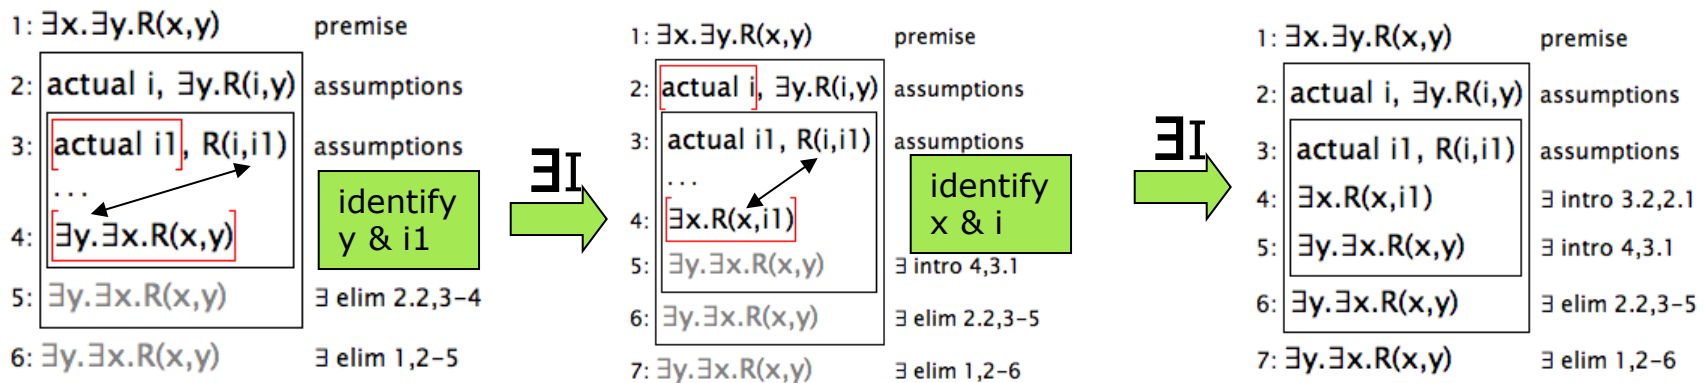 1: ∃x.∃y.R(x,y) premise
2: actual i, ∃y.R(i,y) assumptions
3: actual i1, R(i,i1) assumptions
...
4: ∃y.∃x.R(x,y)
5: ∃y.∃x.R(x,y) ∃ elim 2.2,3-4
6: ∃y.∃x.R(x,y) ∃ elim 1,2-5
identify
y & i1
∃I
1: ∃x.∃y.R(x,y) premise
2: actual i, ∃y.R(i,y) assumptions
3: actual i1, R(i,i1) assumptions
...
4: ∃x.R(x,i1)
5: ∃y.∃x.R(x,y) ∃ intro 4,3.1
6: ∃y.∃x.R(x,y) ∃ elim 2.2,3-5
7: ∃y.∃x.R(x,y) ∃ elim 1,2-6
identify
x & i
∃I
1: ∃x.∃y.R(x,y) premise
2: actual i, ∃y.R(i,y) assumptions
3: actual i1, R(i,i1) assumptions
4: ∃x.R(x,i1) ∃ intro 3.2,2.1
5: ∃y.∃x.R(x,y) ∃ intro 4,3.1
6: ∃y.∃x.R(x,y) ∃ elim 2.2,3-5
7: ∃y.∃x.R(x,y) ∃ elim 1,2-6